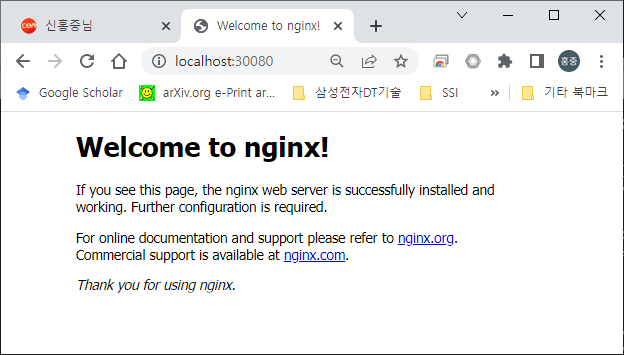 신홍중님
Welcome to nginx!
localhost:30080
홍중
Google Scholar
arXiv.org e-Print ar...
삼성전자DT기술
SSI
»
기타 북마크
Welcome to nginx!
If you see this page, the nginx web server is successfully installed and
working. Further configuration is required.
For online documentation and support please refer to nginx.org.
Commercial support is available at nginx.com.
Thank you for using nginx.